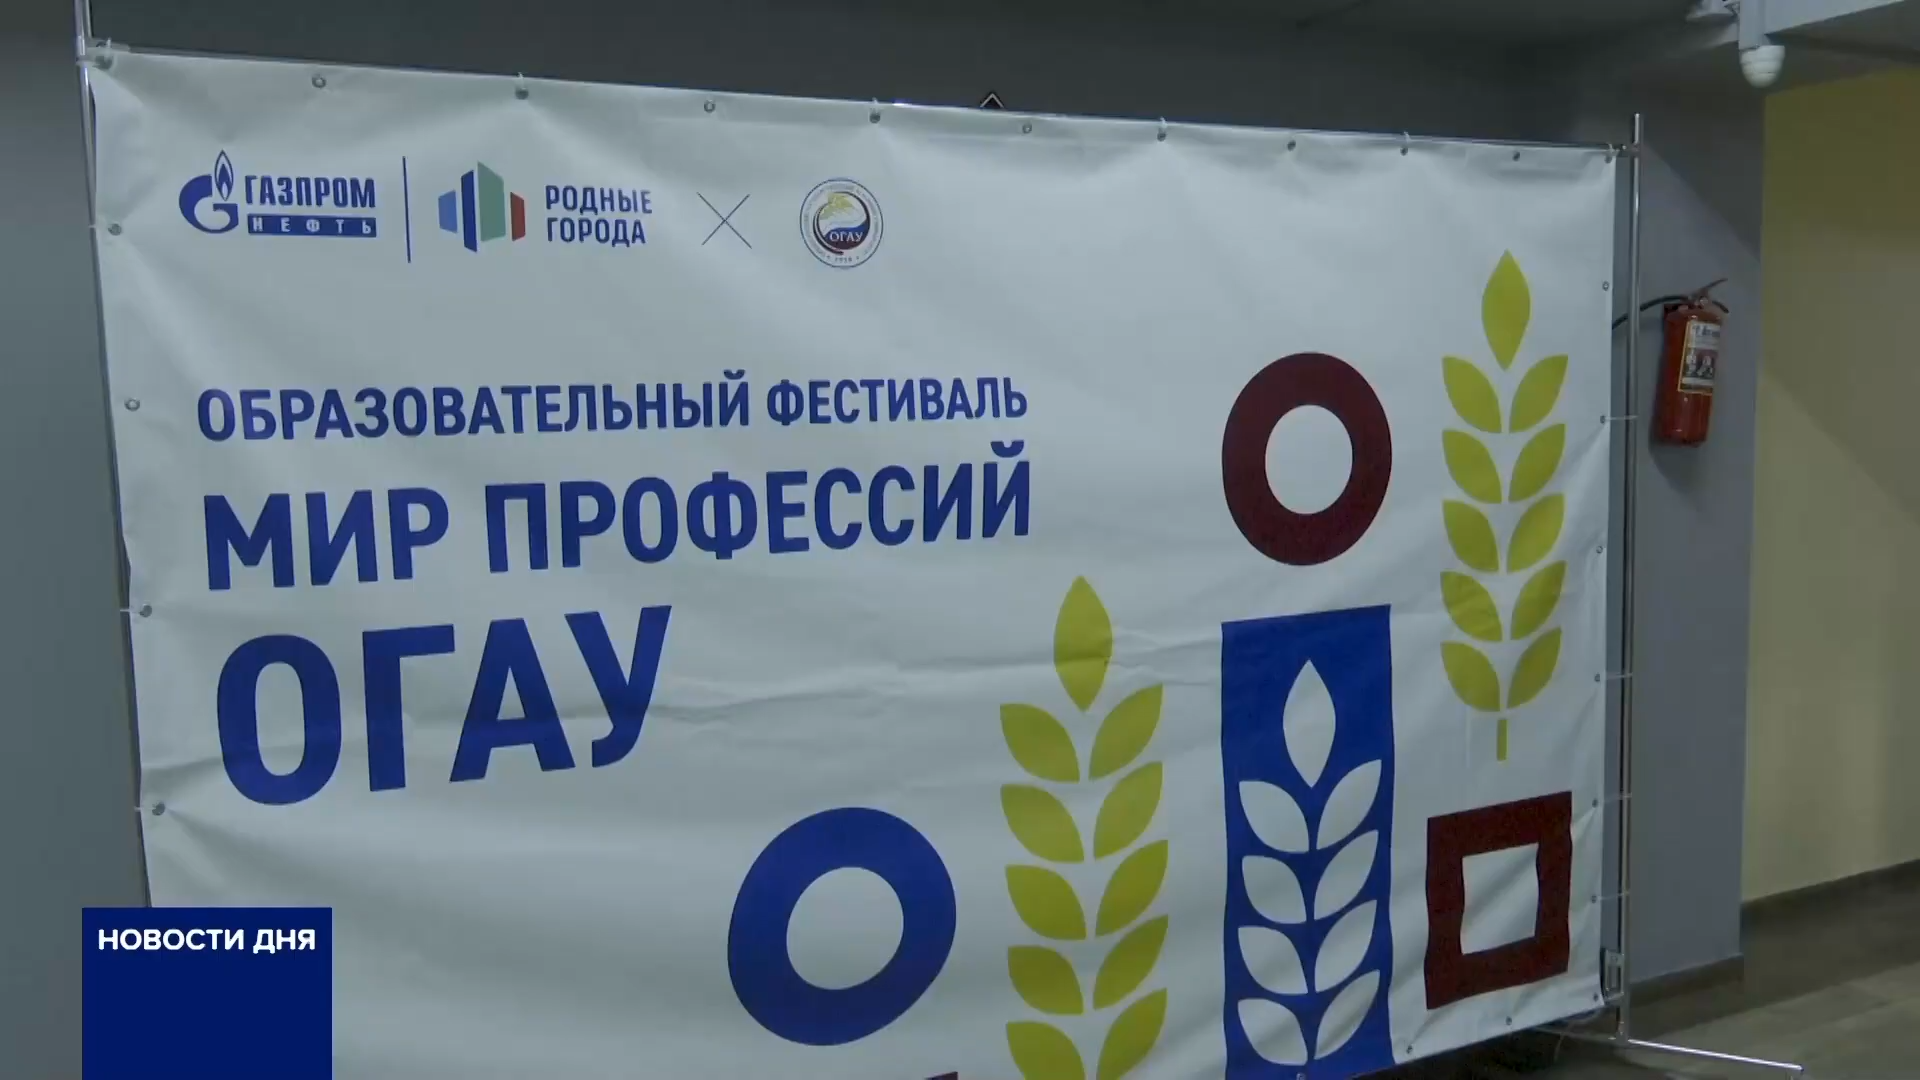 ГАЗПРОМ
НЕФТЬ
РОДНЫЕ
ГОРОДА
ОГАУ
ОБРАЗОВАТЕЛЬНЫЙ ФЕСТИВАЛЬ
МИР ПРОФЕССИЙ
ОГАУ
НОВОСТИ ДНЯ